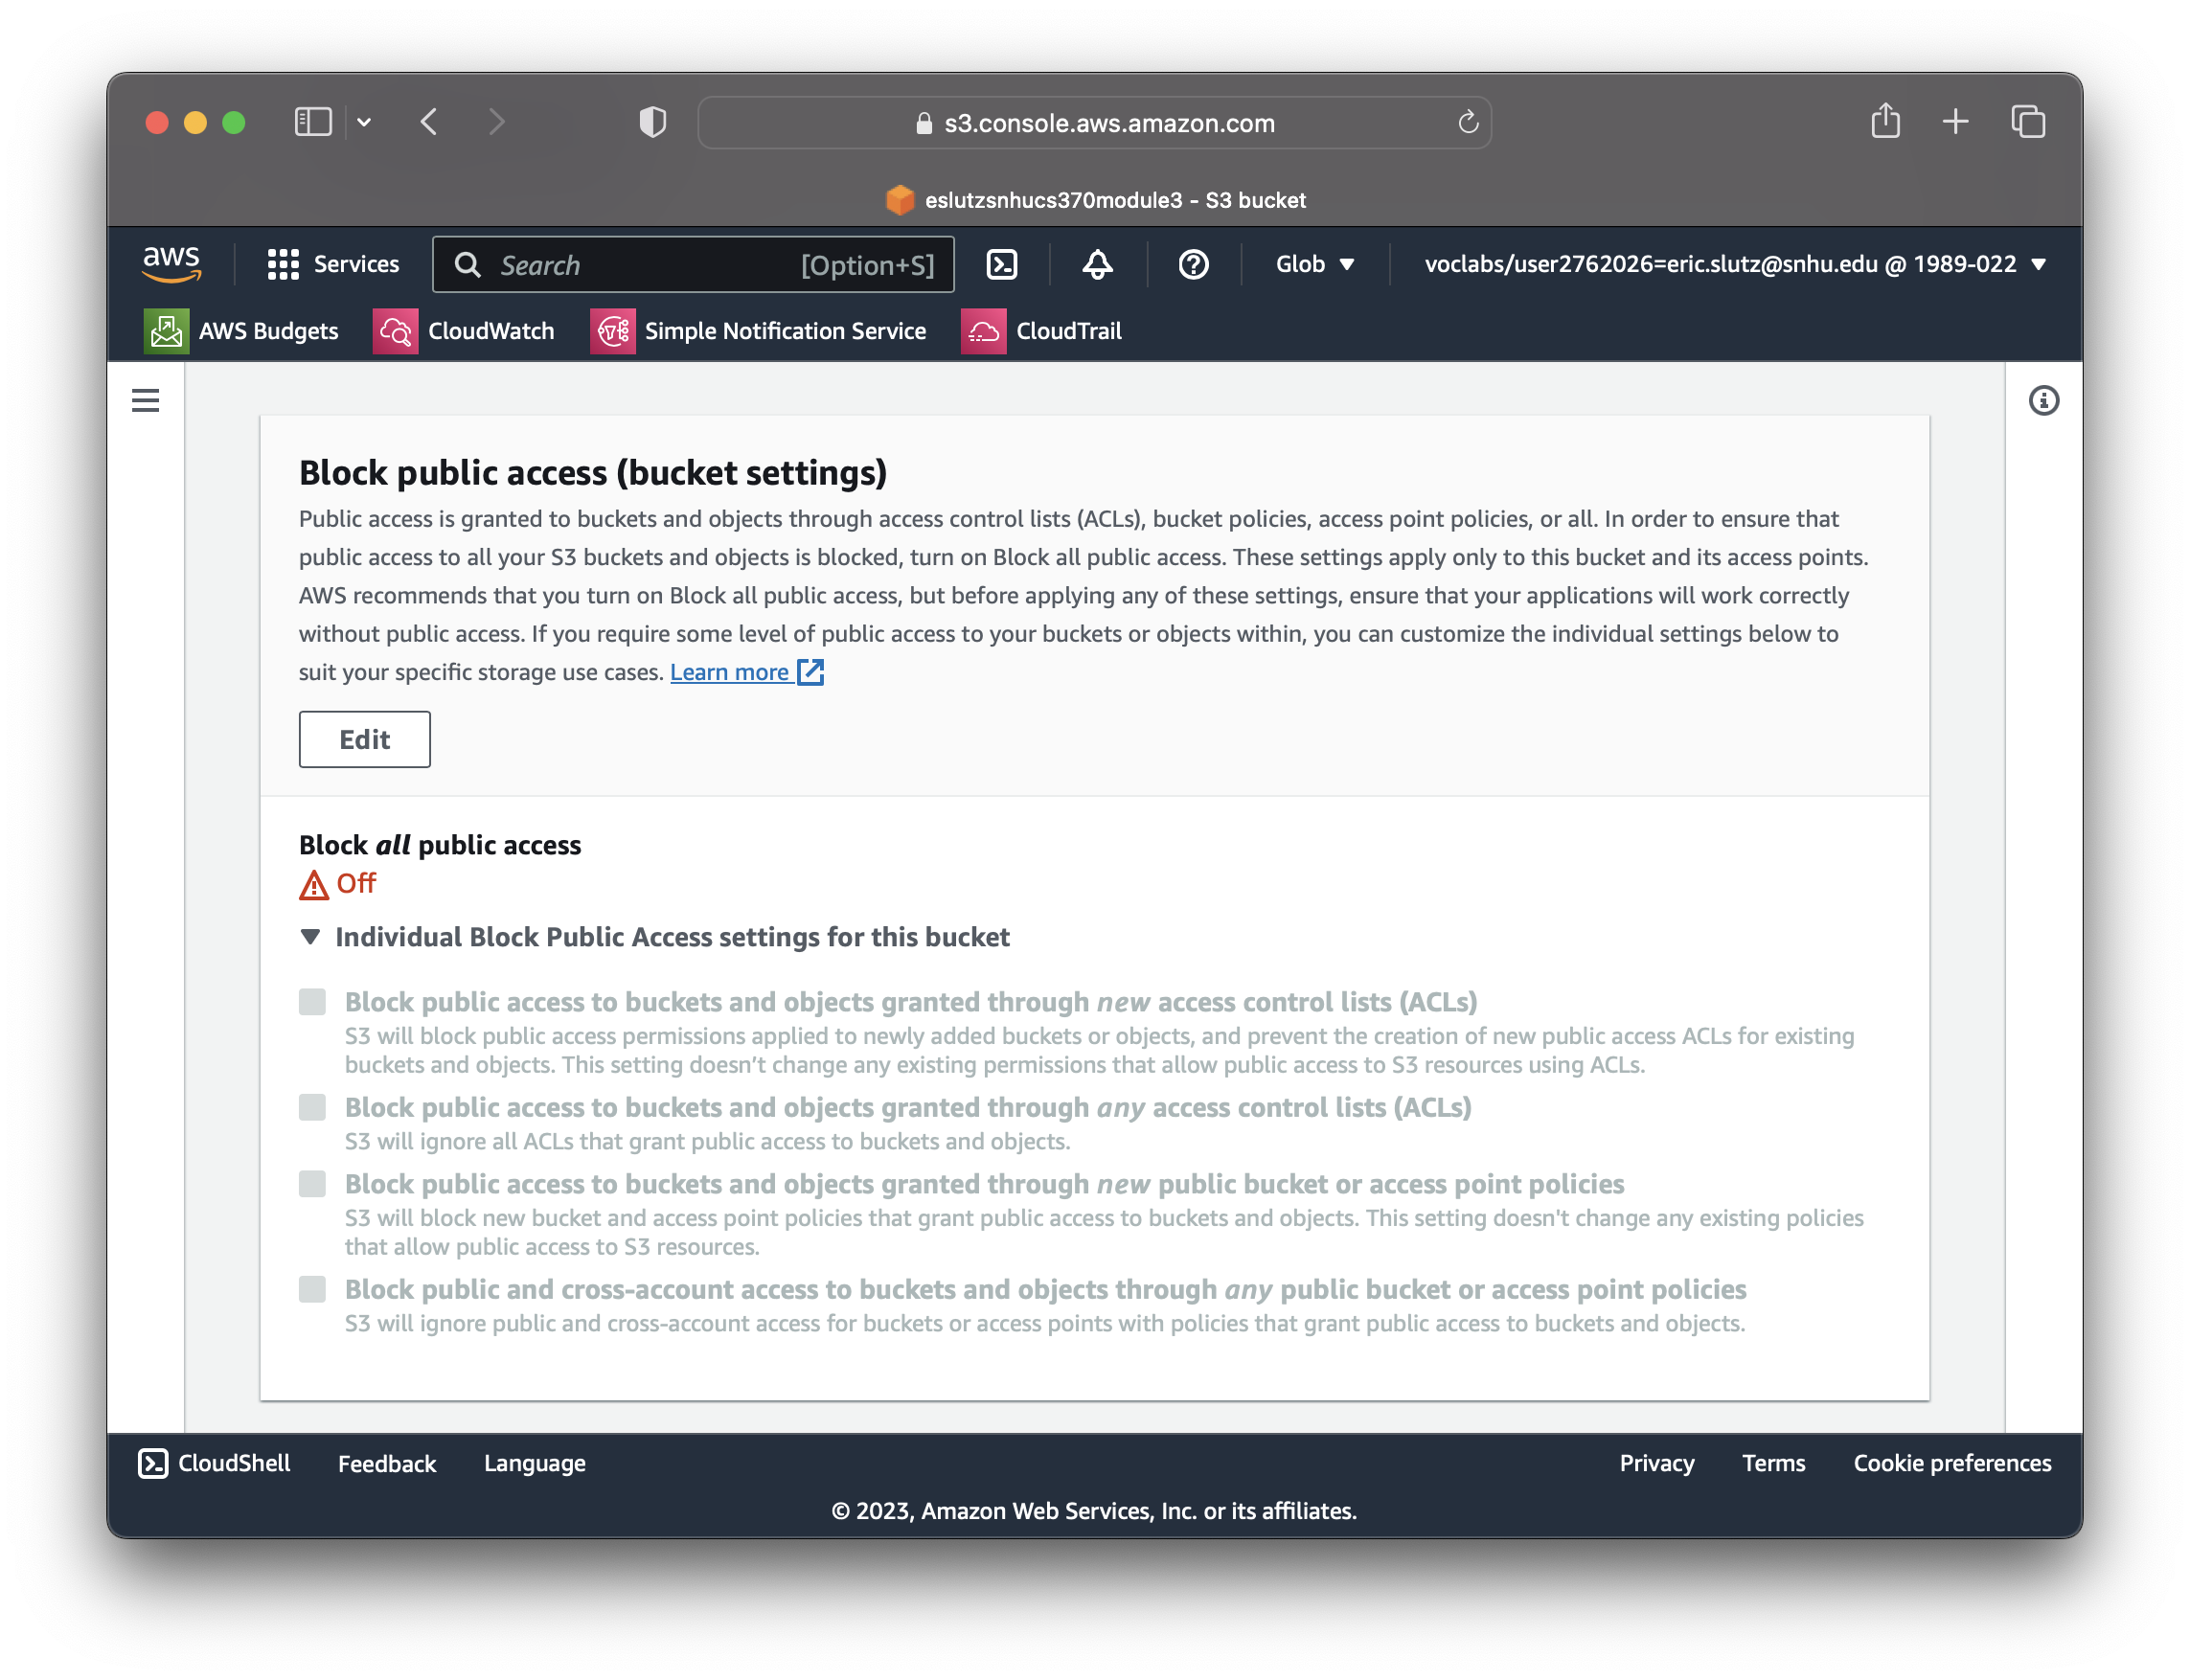 s3.console.aws.amazon.com
eslutzsnhucs370module3 - S3 bucket
aws
Services
Search
[Option+S]
Glob
voclabs/user2762026=eric.slutz@snhu.edu @ 1989-022
AWS Budgets
CloudWatch
Simple Notification Service
CloudTrail
Block public access (bucket settings)
Public access is granted to buckets and objects through access control lists (ACLs), bucket policies, access point policies, or all. In order to ensure that
public access to all your S3 buckets and objects is blocked, turn on Block all public access. These settings apply only to this bucket and its access points.
AWS recommends that you turn on Block all public access, but before applying any of these settings, ensure that your applications will work correctly
without public access. If you require some level of public access to your buckets or objects within, you can customize the individual settings below to
suit your specific storage use cases. Learn more
Edit
Block all public access
Off
Individual Block Public Access settings for this bucket
Block public access to buckets and objects granted through new access control lists (ACLs)
S3 will block public access permissions applied to newly added buckets or objects, and prevent the creation of new public access ACLs for existing
buckets and objects. This setting doesn’t change any existing permissions that allow public access to S3 resources using ACLs.
Block public access to buckets and objects granted through any access control lists (ACLs)
S3 will ignore all ACLs that grant public access to buckets and objects.
Block public access to buckets and objects granted through new public bucket or access point policies
S3 will block new bucket and access point policies that grant public access to buckets and objects. This setting doesn't change any existing policies
that allow public access to S3 resources.
Block public and cross-account access to buckets and objects through any public bucket or access point policies
S3 will ignore public and cross-account access for buckets or access points with policies that grant public access to buckets and objects.
CloudShell
Feedback
Language
Privacy
Terms
Cookie preferences
© 2023, Amazon Web Services, Inc. or its affiliates.